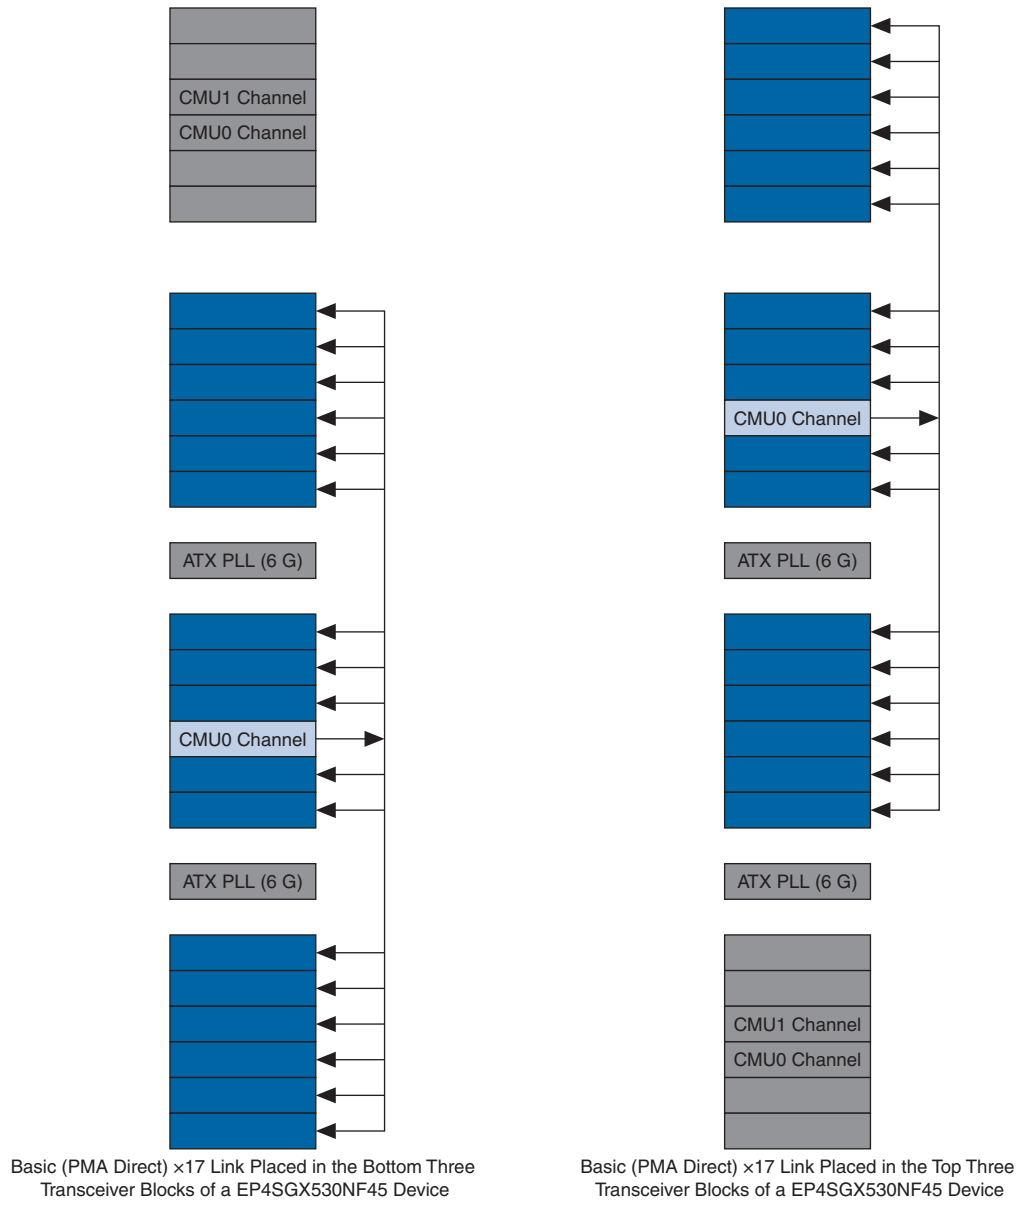 CMU1 Channel
CMU0 Channel
ATX PLL (6 G)
CMU0 Channel
ATX PLL (6 G)
Basic (PMA Direct) ×17 Link Placed in the Bottom Three
Transceiver Blocks of a EP4SGX530NF45 Device
CMU0 Channel
ATX PLL (6 G)
ATX PLL (6 G)
CMU1 Channel
CMU0 Channel
Basic (PMA Direct) ×17 Link Placed in the Top Three
Transceiver Blocks of a EP4SGX530NF45 Device